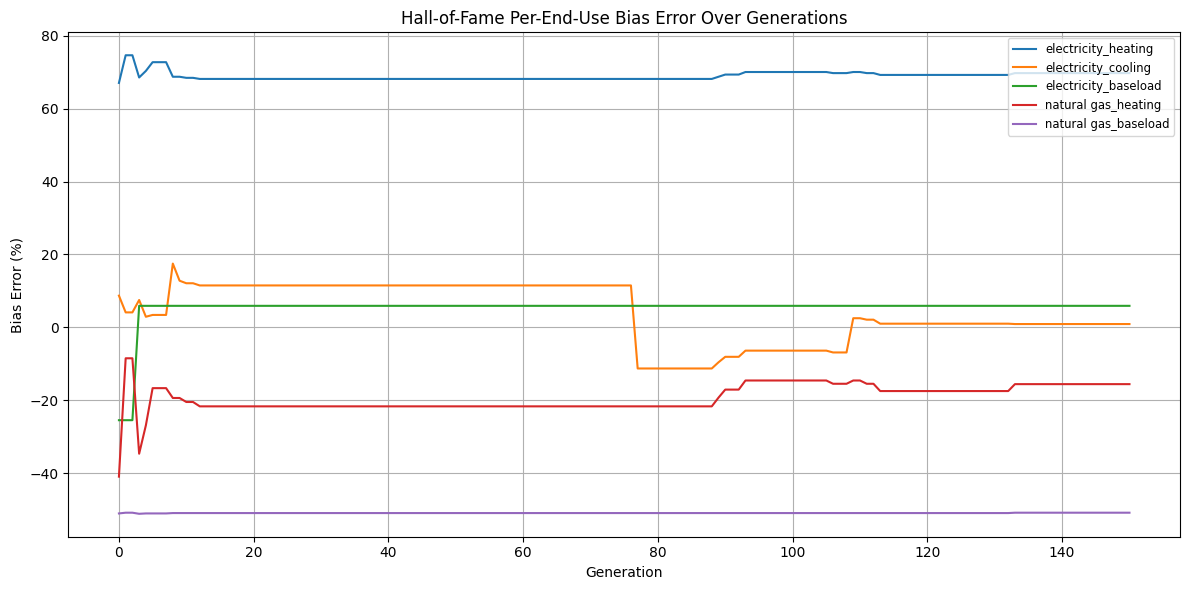 Hall-of-Fame Per-End-Use Bias Error Over Generations
electricity_heating
electricity_cooling
electricity_baseload
natural gas_heating
natural gas_baseload
Bias Error (%)
80
60
40
20
0
−20
−40
0
20
40
60
80
100
120
140
Generation